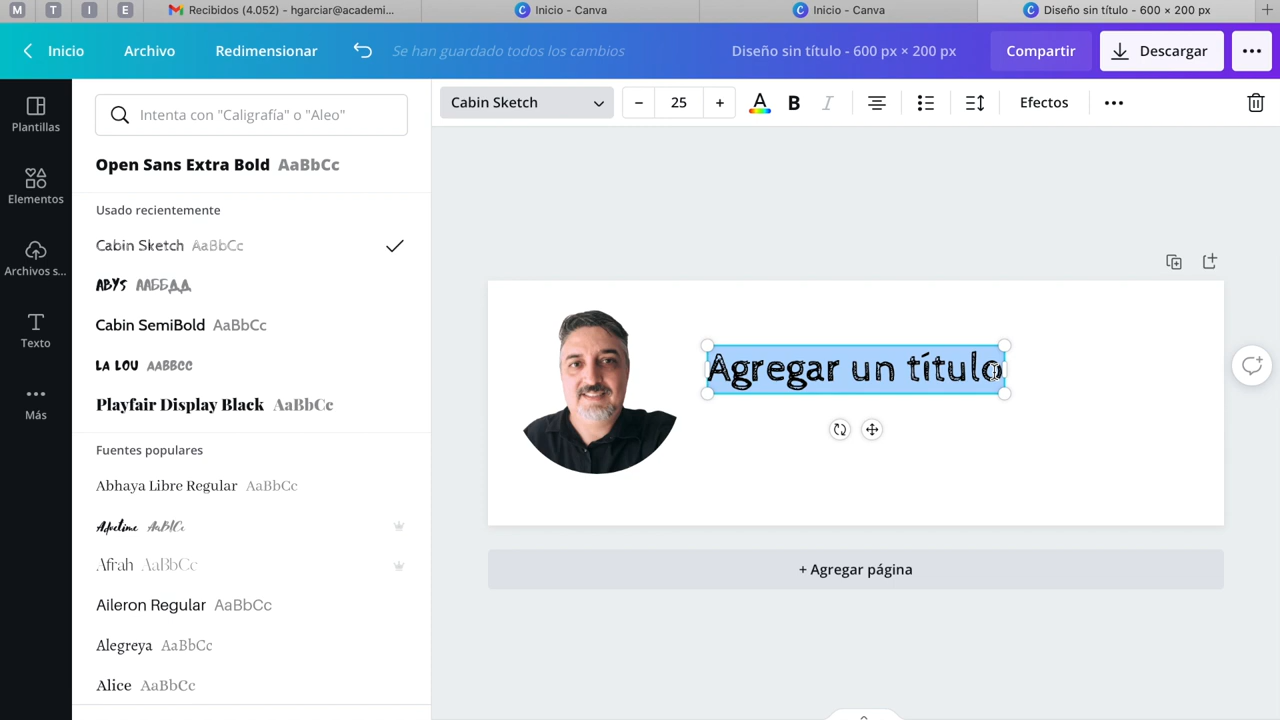 M
T
I
E
Recibidos (4.052) - hgarciar@academi...
Inicio - Canva
Inicio - Canva
Diseño sin título - 600 × 200 px
Inicio
Archivo
Redimensionar
Se han guardado todos los cambios
Diseño sin título - 600 px × 200 px
Compartir
Descargar
Plantillas
Elementos
Archivos s...
Texto
Más
Intenta con "Caligrafía" o "Aleo"
Open Sans Extra Bold AaBbCc
Usado recientemente
Cabin Sketch AaBbCc
ABYS ААББДД
Cabin SemiBold AaBbCc
LA LOU AABBCC
Playfair Display Black AaBbCc
Fuentes populares
Abhaya Libre Regular AaBbCc
Advetime AaBbCc
Afrah AaBbCc
Aileron Regular AaBbCc
Alegreya AaBbCc
Alice AaBbCc
Cabin Sketch
25
A
B
I
Efectos
Agregar un título
+ Agregar página